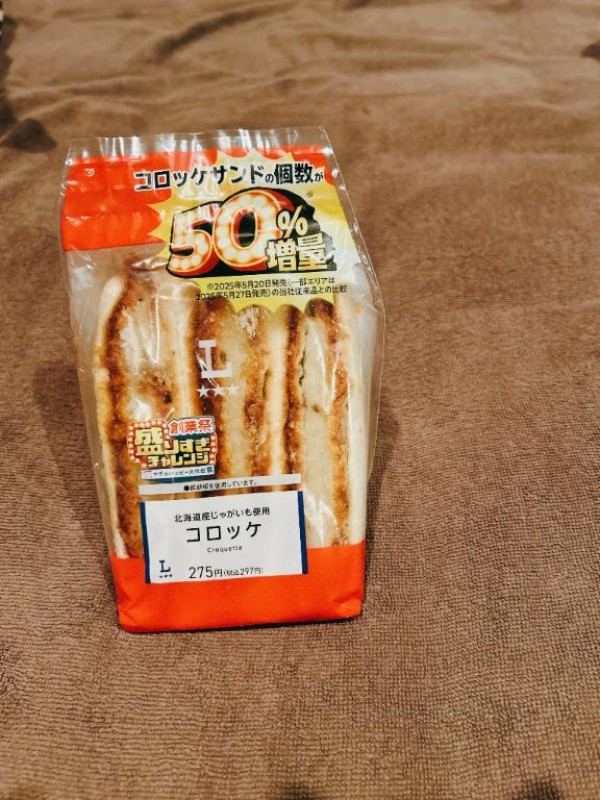 コロッケサンドの個数が
50%※
増量
※2025年5月20日発売(一部エリアは
2025年5月27日発売)の当社従来品との比較
L
創業祭
盛りすぎ
チャレンジ
北海道産じゃがいも使用
コロッケ
Croquette
L
275円(税込297円)